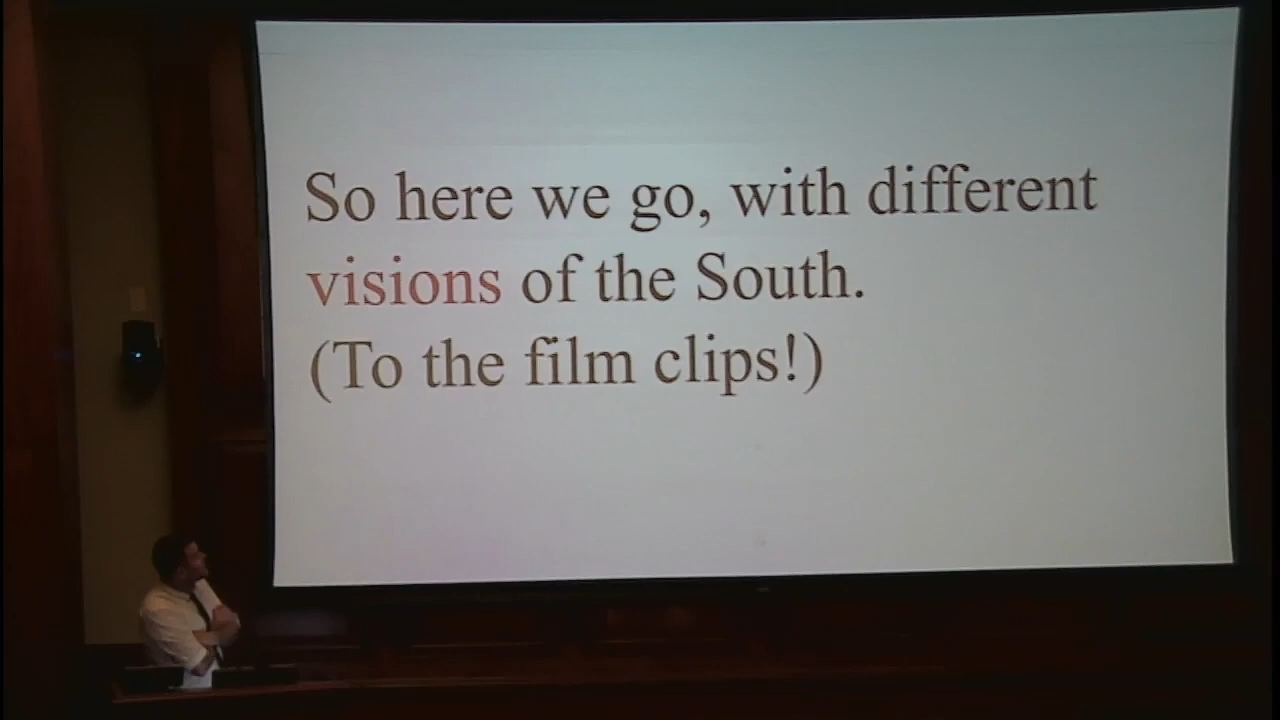 So here we go, with different
visions of the South.
(To the film clips!)